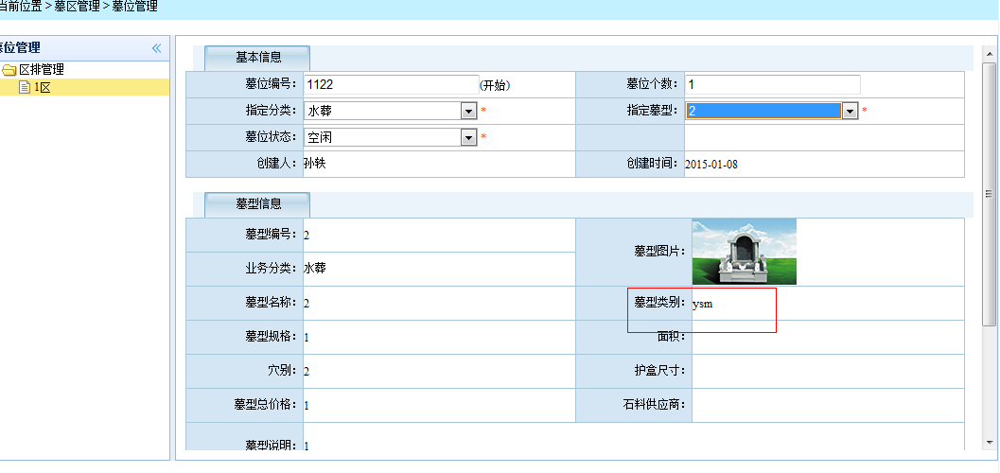 当前位置 > 墓区管理 > 墓位管理
墓位管理
区排管理
1区
基本信息
墓位编号： 1122 (开始) 墓位个数： 1
指定分类： 水葬 * 指定墓型： 2 *
墓位状态： 空闲 *
创建人： 孙轶 创建时间： 2015-01-08
墓型信息
墓型编号： 2 墓型图片：
业务分类： 水葬
墓型名称： 2 墓型类别： ysm
墓型规格： 1 面积：
穴别： 2 护盒尺寸：
墓型总价格： 1 石料供应商：
墓型说明： 1